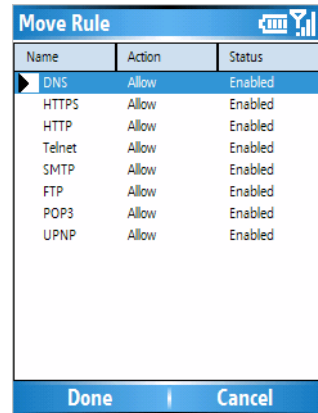 Move Rule
Name Action Status
DNS Allow Enabled
HTTPS Allow Enabled
HTTP Allow Enabled
Telnet Allow Enabled
SMTP Allow Enabled
FTP Allow Enabled
POP3 Allow Enabled
UPNP Allow Enabled
Done Cancel